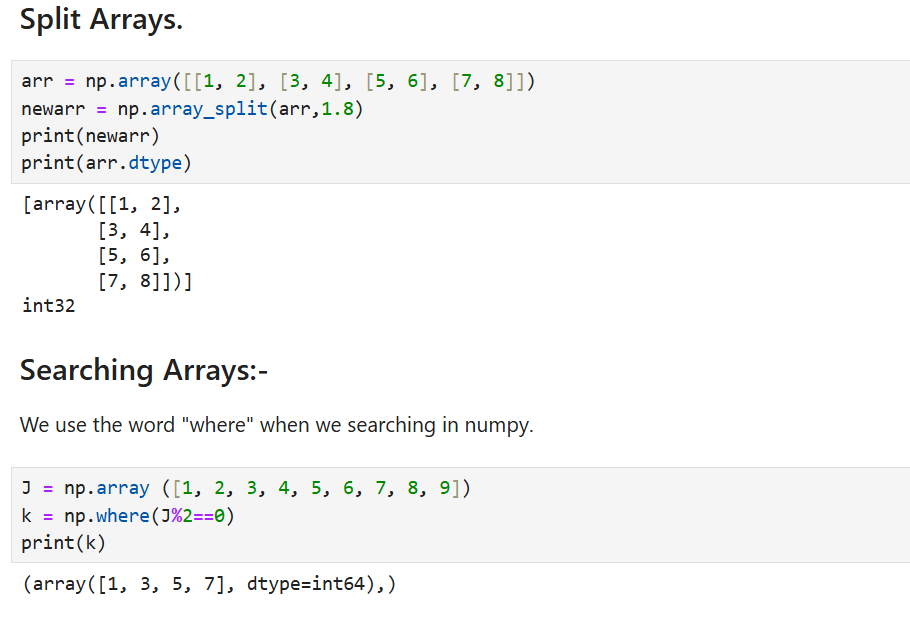 Split Arrays.
arr = np.array([[1, 2], [3, 4], [5, 6], [7, 8]])
newarr = np.array_split(arr,1.8)
print(newarr)
print(arr.dtype)
[array([[1, 2],
       [3, 4],
       [5, 6],
       [7, 8]])]
int32
Searching Arrays:-
We use the word "where" when we searching in numpy.
J = np.array ([1, 2, 3, 4, 5, 6, 7, 8, 9])
k = np.where(J%2==0)
print(k)
(array([1, 3, 5, 7], dtype=int64),)